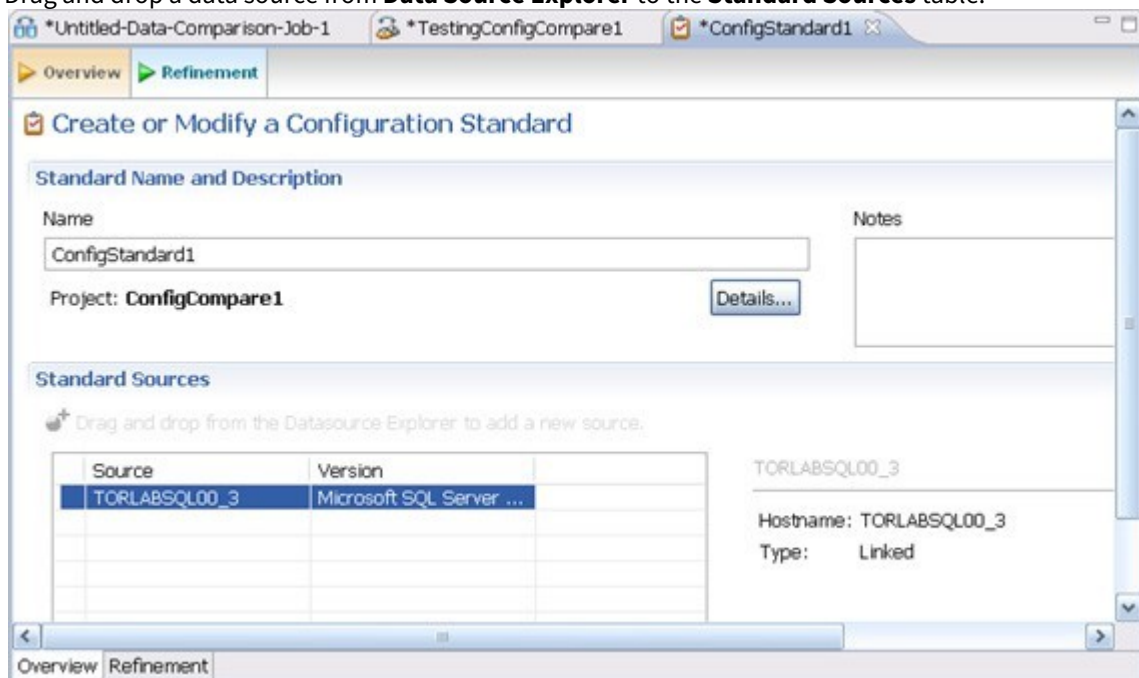 Drag and drop a data source from Data Source Explorer to the Standard Sources table.
*Untitled-Data-Comparison-Job-1 *TestingConfigCompare1 *ConfigStandard1
Overview Refinement
Create or Modify a Configuration Standard
Standard Name and Description
Name Notes
ConfigStandard1
Project: ConfigCompare1 Details...
Standard Sources
Drag and drop from the Datasource Explorer to add a new source.
Source Version TORLABSQL00_3
TORLABSQL00_3 Microsoft SQL Server ...
Hostname: TORLABSQL00_3
Type: Linked
Overview Refinement